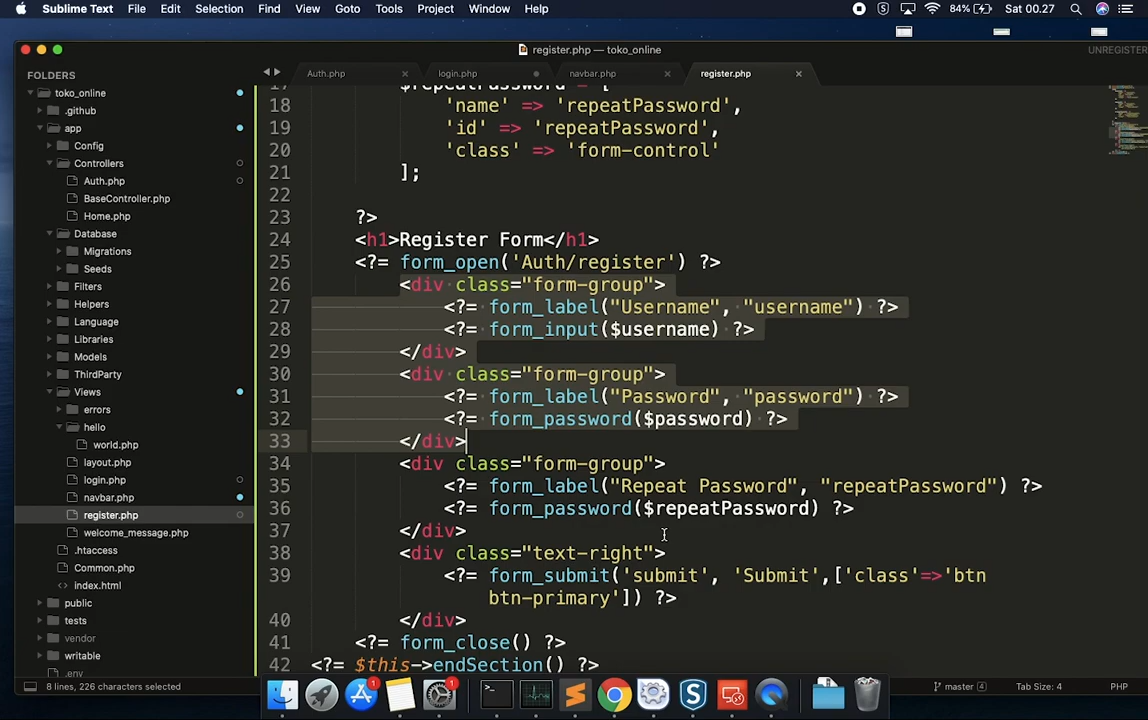 Sublime Text File Edit Selection Find View Goto Tools Project Window Help 84% Sat 00.27
register.php — toko_online UNREGISTER
FOLDERS
toko_online
.github
app
Config
Controllers
Auth.php
BaseController.php
Home.php
Database
Migrations
Seeds
Filters
Helpers
Language
Libraries
Models
ThirdParty
Views
errors
hello
world.php
layout.php
login.php
navbar.php
register.php
welcome_message.php
.htaccess
Common.php
index.html
public
tests
vendor
writable
.env
Auth.php login.php navbar.php register.php
17 $repeatPassword = [
18 'name' => 'repeatPassword',
19 'id' => 'repeatPassword',
20 'class' => 'form-control'
21 ];
22
23 ?>
24 <h1>Register Form</h1>
25 <?= form_open('Auth/register') ?>
26 <div class="form-group">
27 <?= form_label("Username", "username") ?>
28 <?= form_input($username) ?>
29 </div>
30 <div class="form-group">
31 <?= form_label("Password", "password") ?>
32 <?= form_password($password) ?>
33 </div>
34 <div class="form-group">
35 <?= form_label("Repeat Password", "repeatPassword") ?>
36 <?= form_password($repeatPassword) ?>
37 </div>
38 <div class="text-right">
39 <?= form_submit('submit', 'Submit',['class'=>'btn
btn-primary']) ?>
40 </div>
41 <?= form_close() ?>
42 <?= $this->endSection() ?>
8 lines, 226 characters selected master 4 Tab Size: 4 PHP
1 1